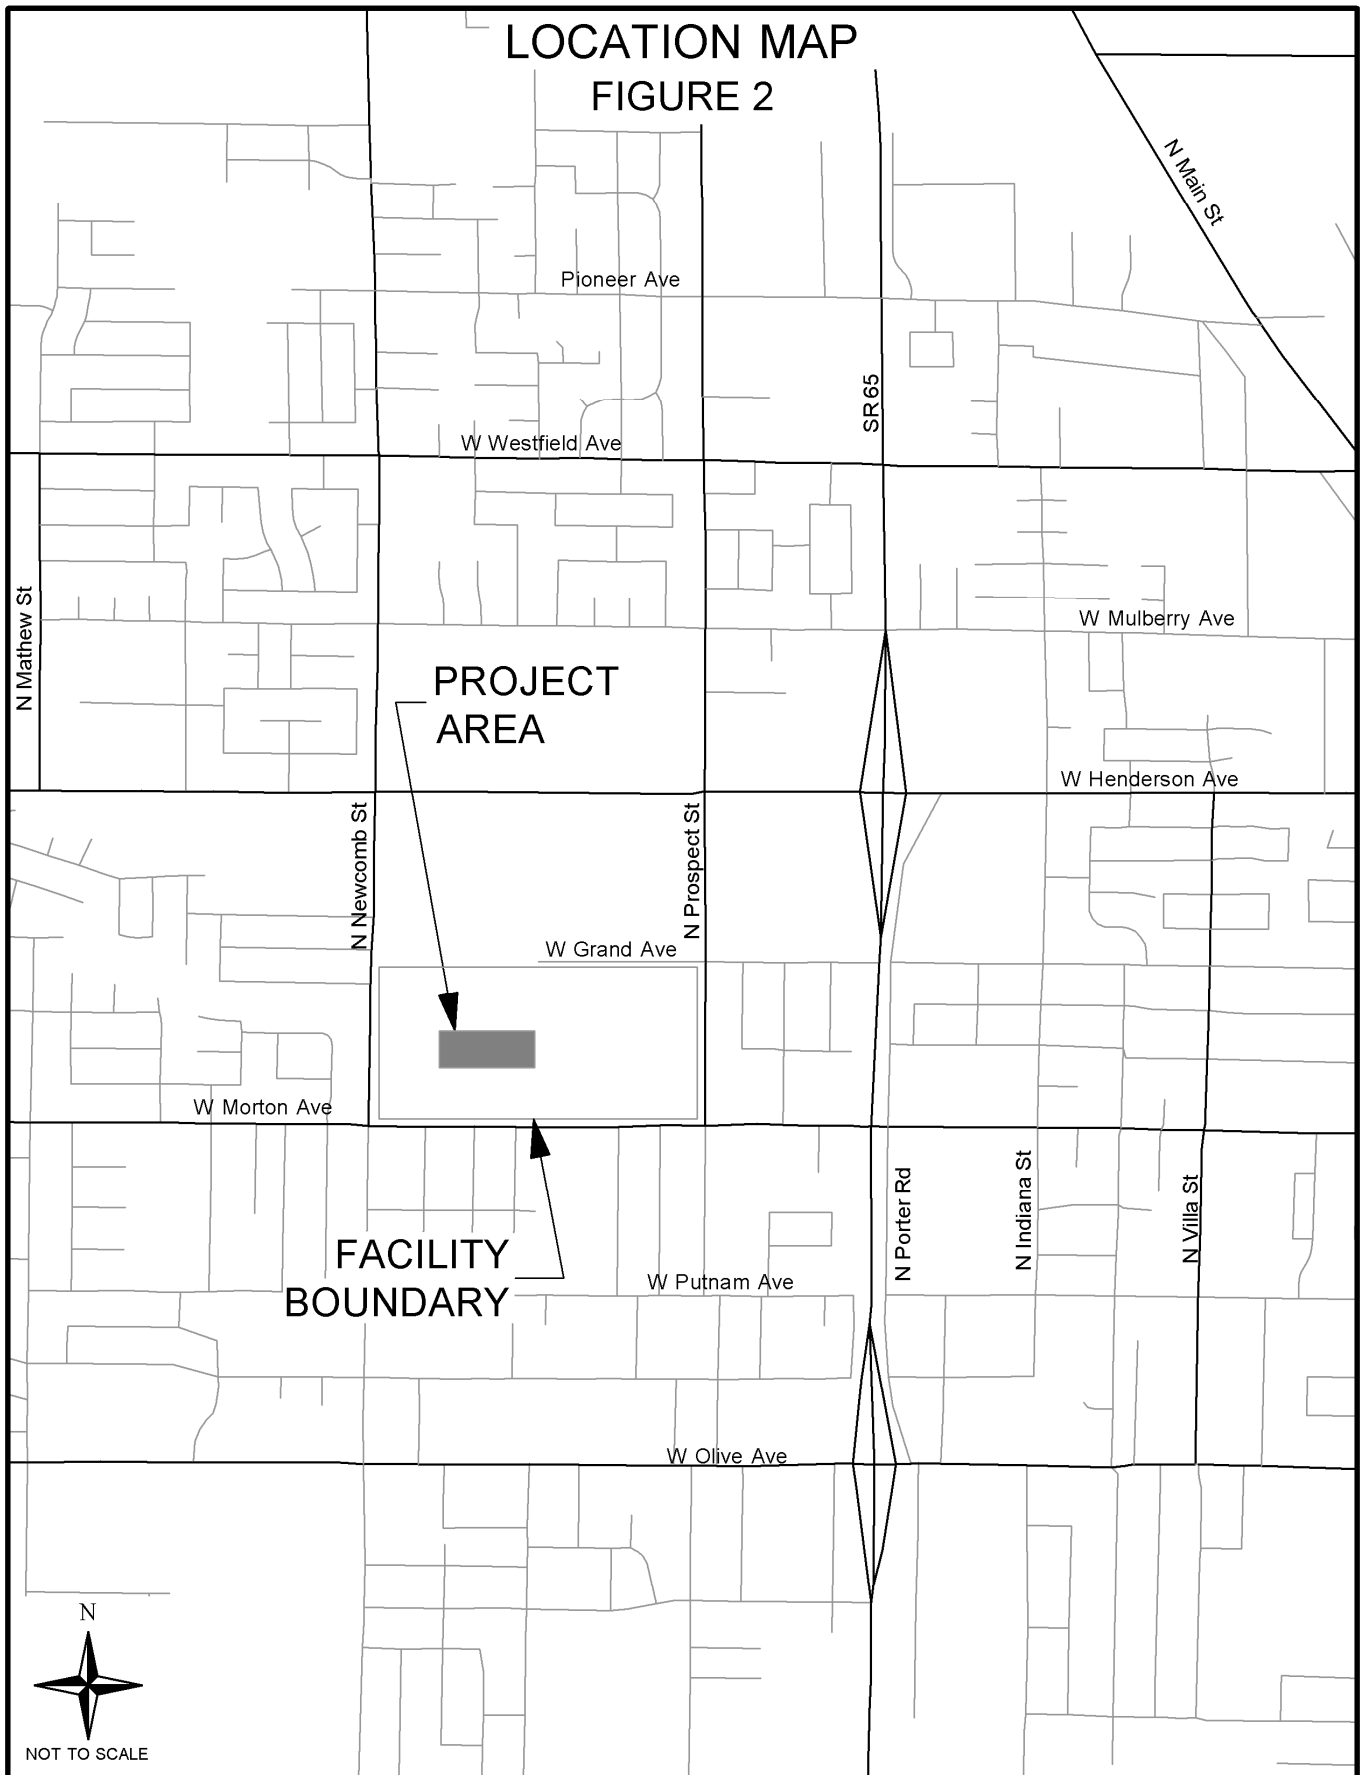 LOCATION MAP
FIGURE 2
N Main St
Pioneer Ave
SR 65
W Westfield Ave
N Mathew St
W Mulberry Ave
PROJECT
AREA
W Henderson Ave
N Newcomb St
N Prospect St
W Grand Ave
W Morton Ave
N Porter Rd
N Indiana St
N Villa St
FACILITY
BOUNDARY
W Putnam Ave
W Olive Ave
N
NOT TO SCALE